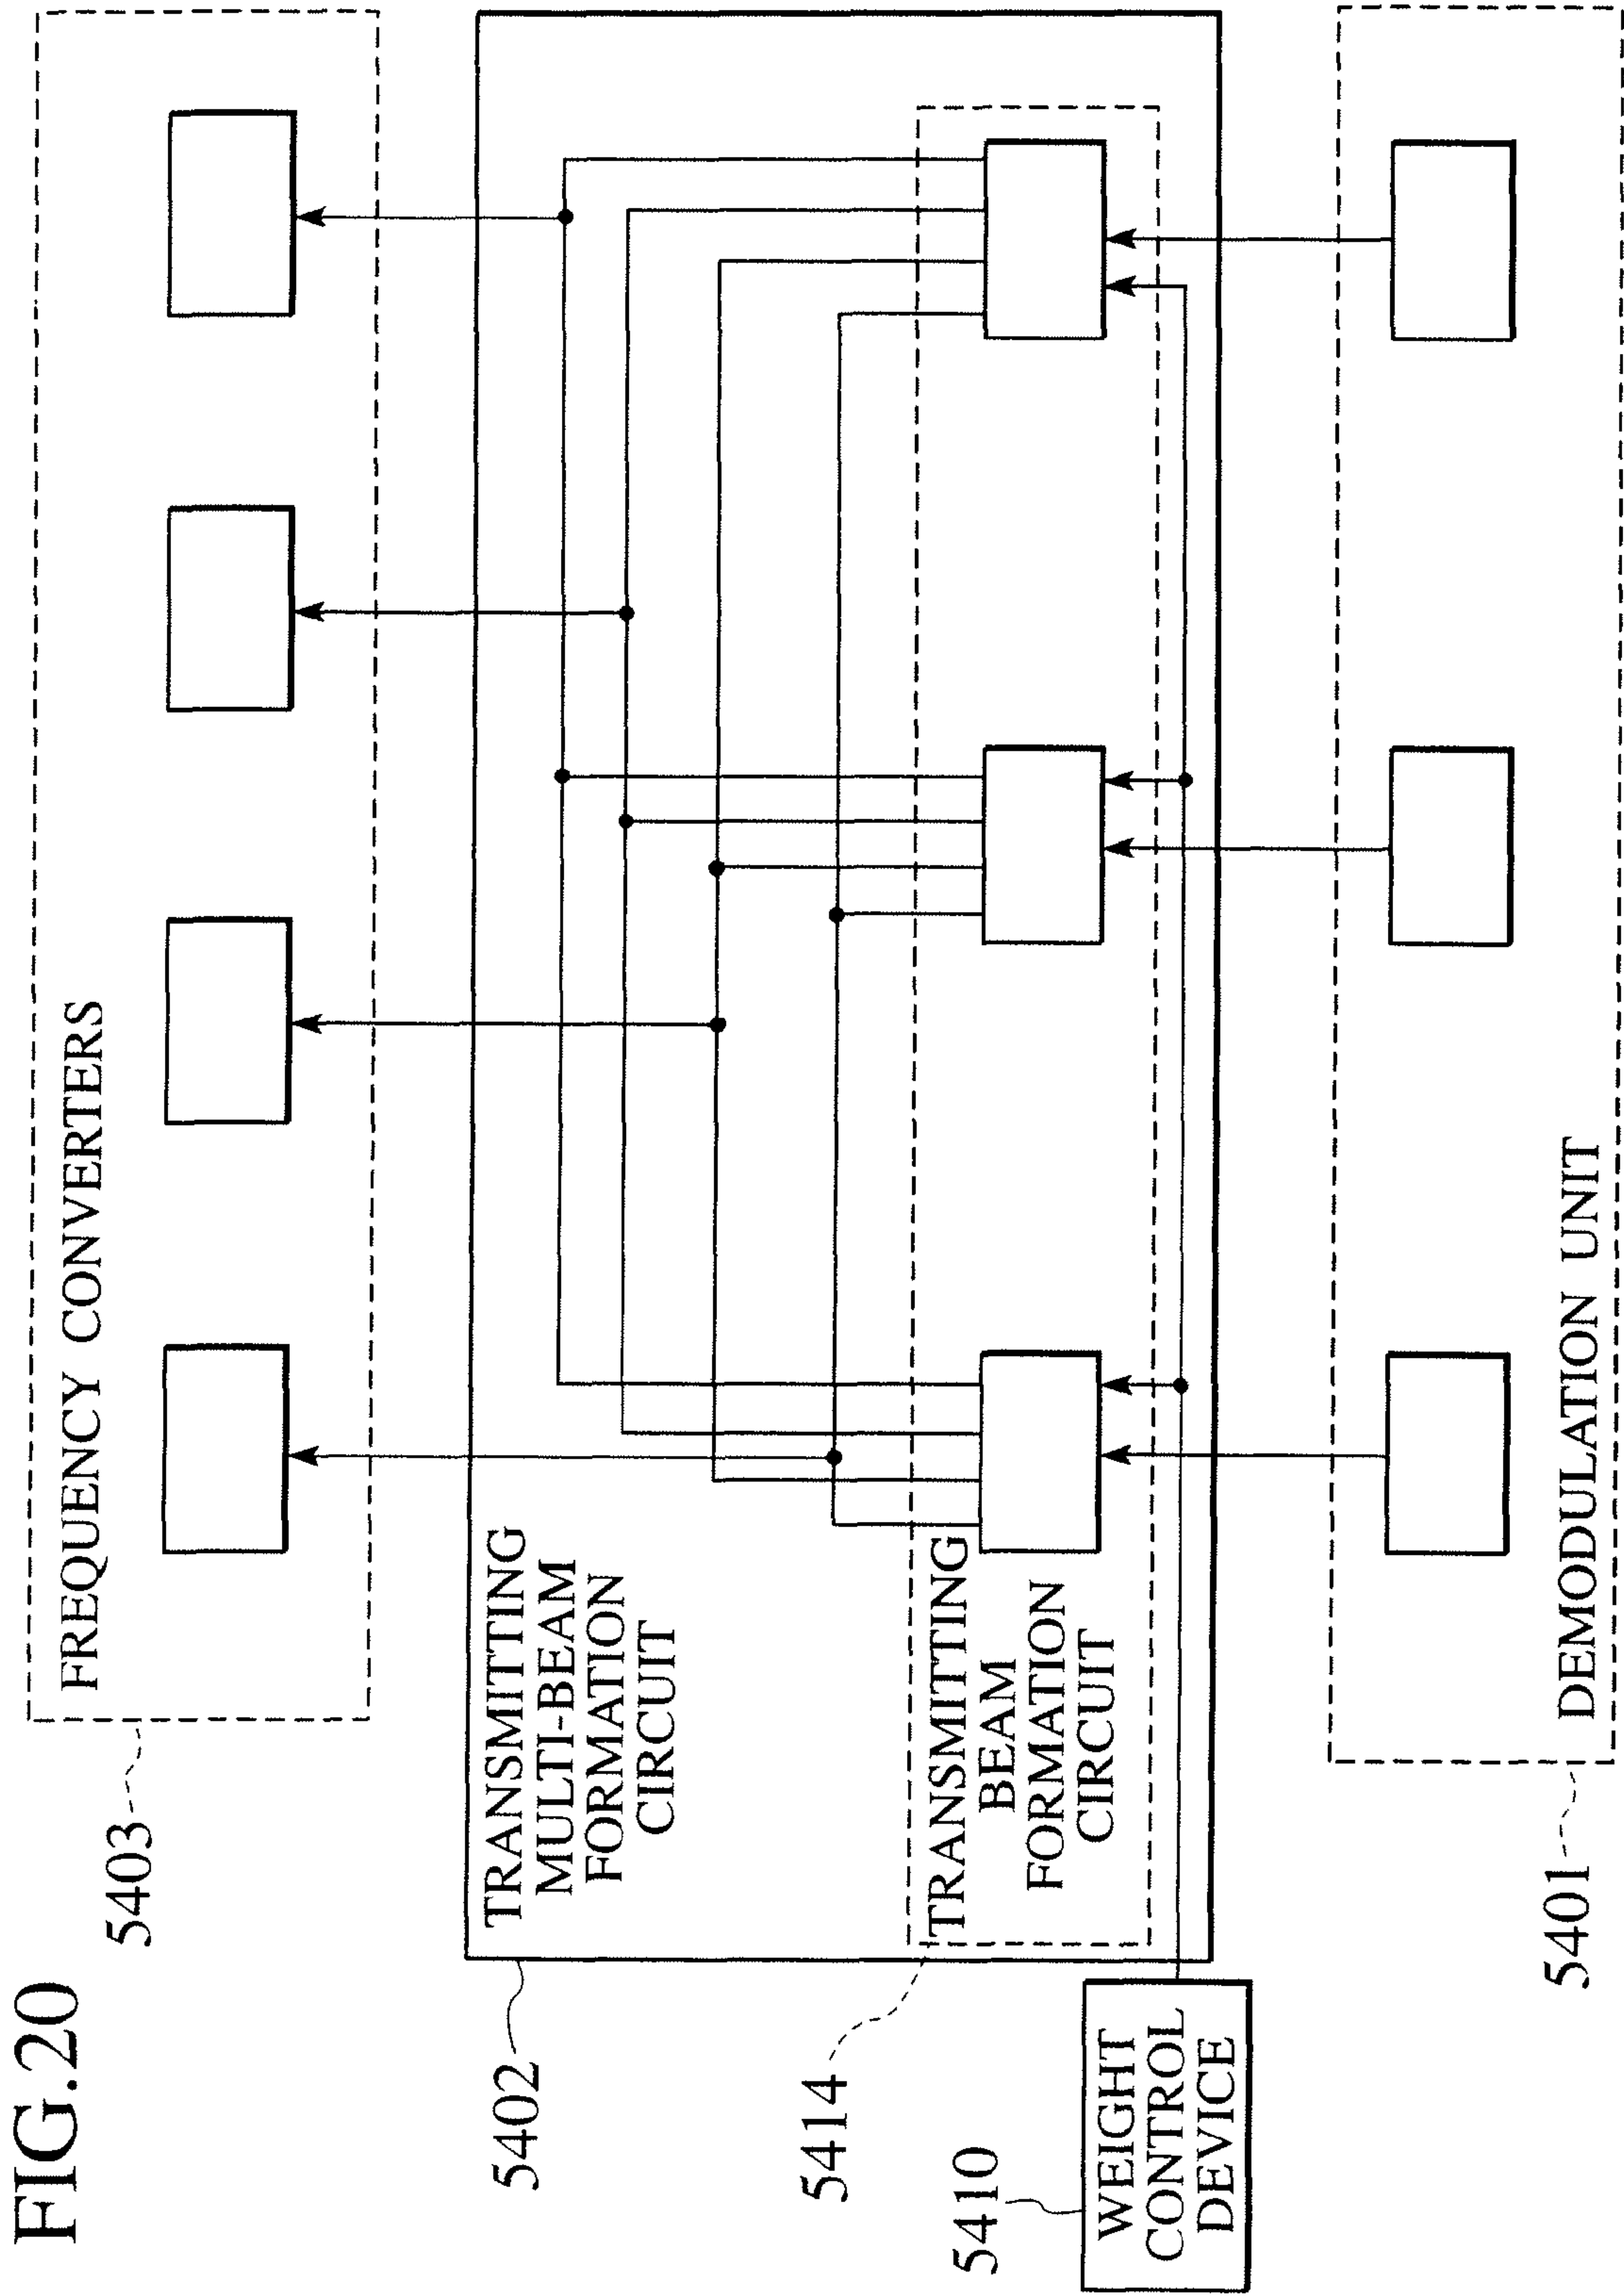 FIG.20
5403
FREQUENCY CONVERTERS
5402
TRANSMITTING
MULTI-BEAM
FORMATION
CIRCUIT
5414
TRANSMITTING
BEAM
FORMATION
CIRCUIT
5410
WEIGHT
CONTROL
DEVICE
5401
DEMODULATION UNIT